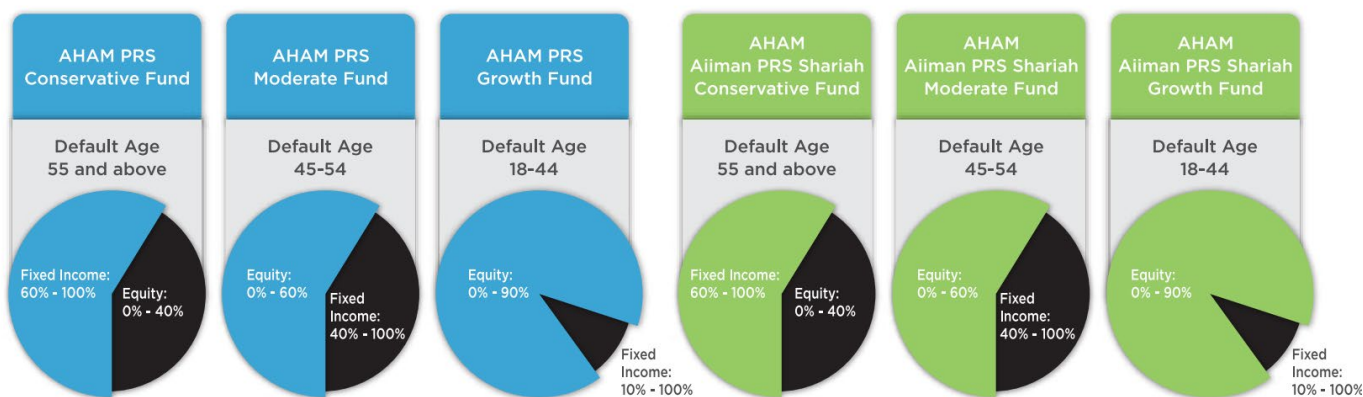 AHAM PRS
Conservative Fund
Default Age
55 and above
Fixed Income:
60% - 100%
Equity:
0% - 40%
AHAM PRS
Moderate Fund
Default Age
45-54
Equity:
0% - 60%
Fixed
Income:
40% - 100%
AHAM PRS
Growth Fund
Default Age
18-44
Equity:
0% - 90%
Fixed
Income:
10% - 100%
AHAM
Aiiman PRS Shariah
Conservative Fund
Default Age
55 and above
Fixed Income:
60% - 100%
Equity:
0% - 40%
AHAM
Aiiman PRS Shariah
Moderate Fund
Default Age
45-54
Equity:
0% - 60%
Fixed
Income:
40% - 100%
AHAM
Aiiman PRS Shariah
Growth Fund
Default Age
18-44
Equity:
0% - 90%
Fixed
Income:
10% - 100%